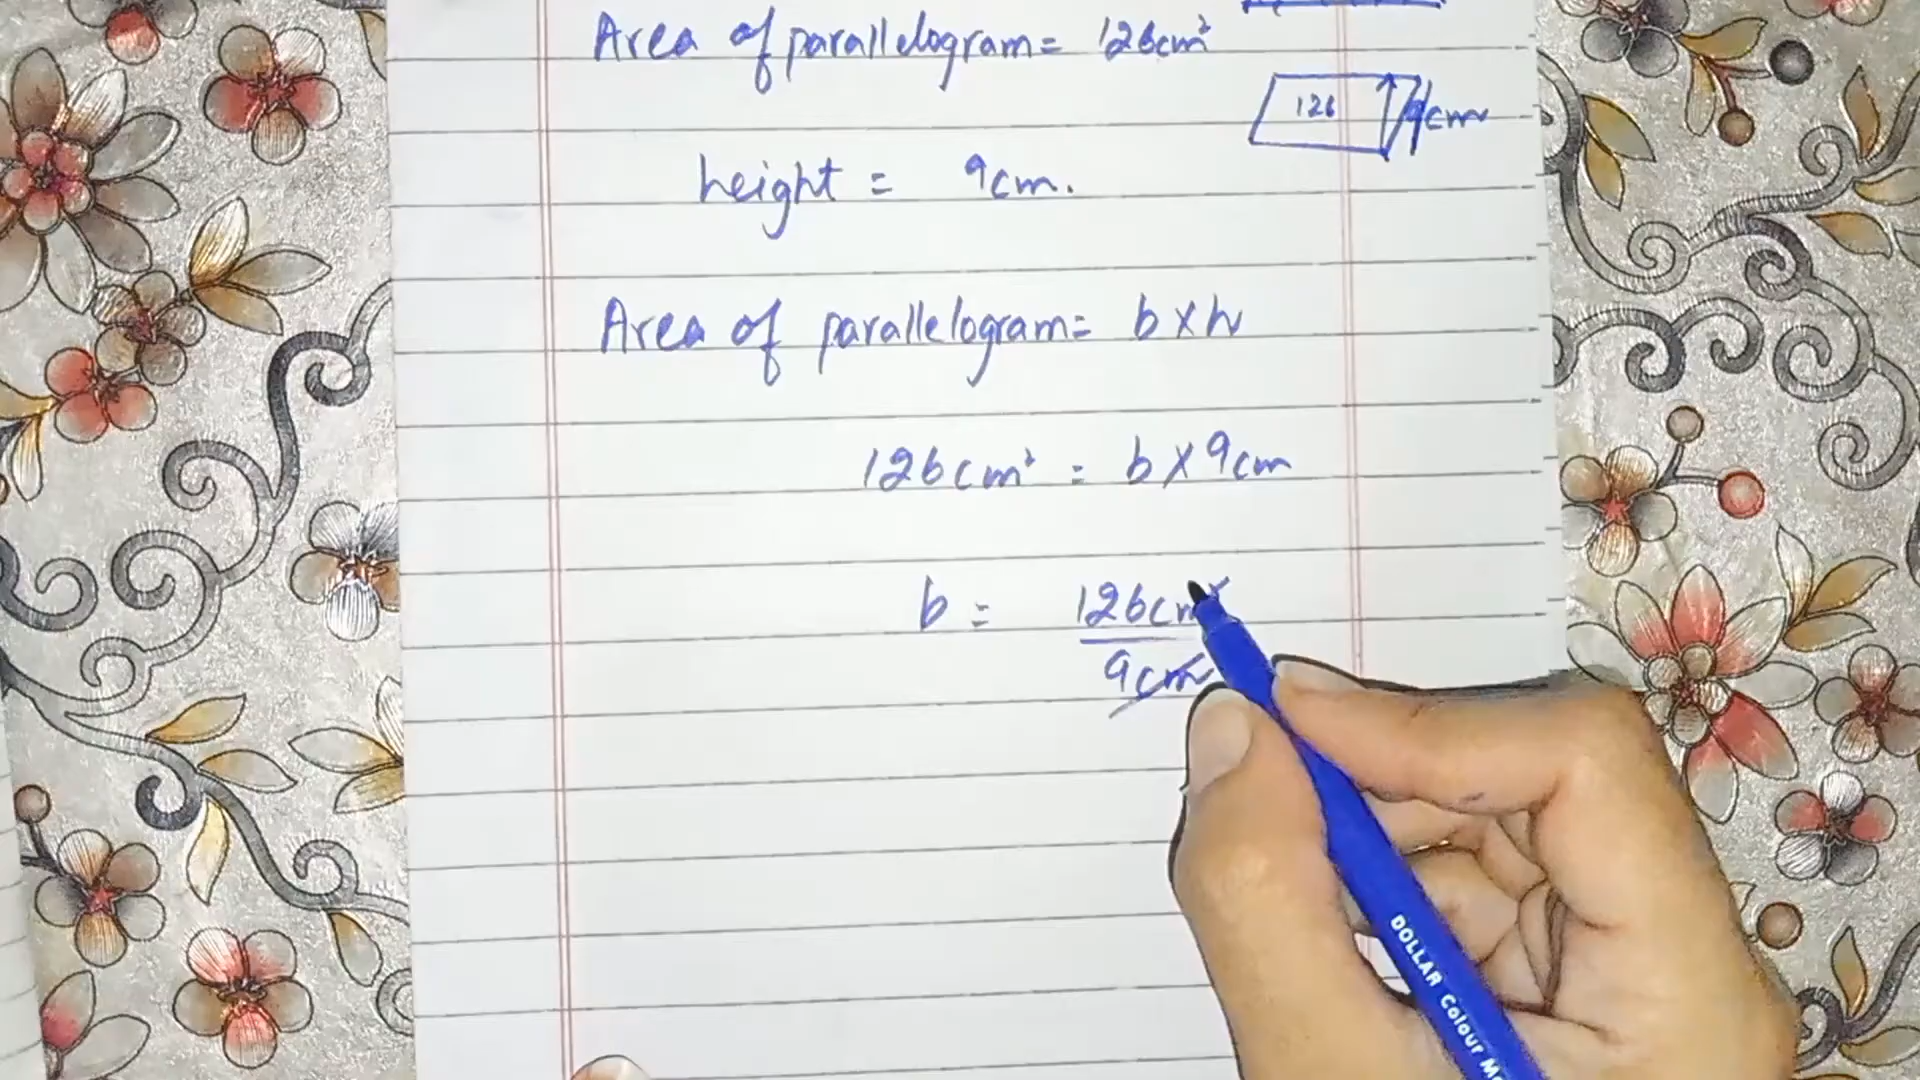 Area of parallelogram = 126cm²
126
9cm
height = 9cm.
Area of parallelogram = b x h
126cm² = b x 9cm
b = 126cm²
9cm
DOLLAR Colour